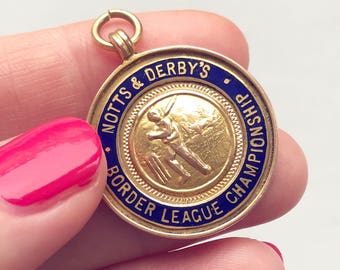 NOTTS & DERBY'S
BORDER LEAGUE CHAMPIONSHIP